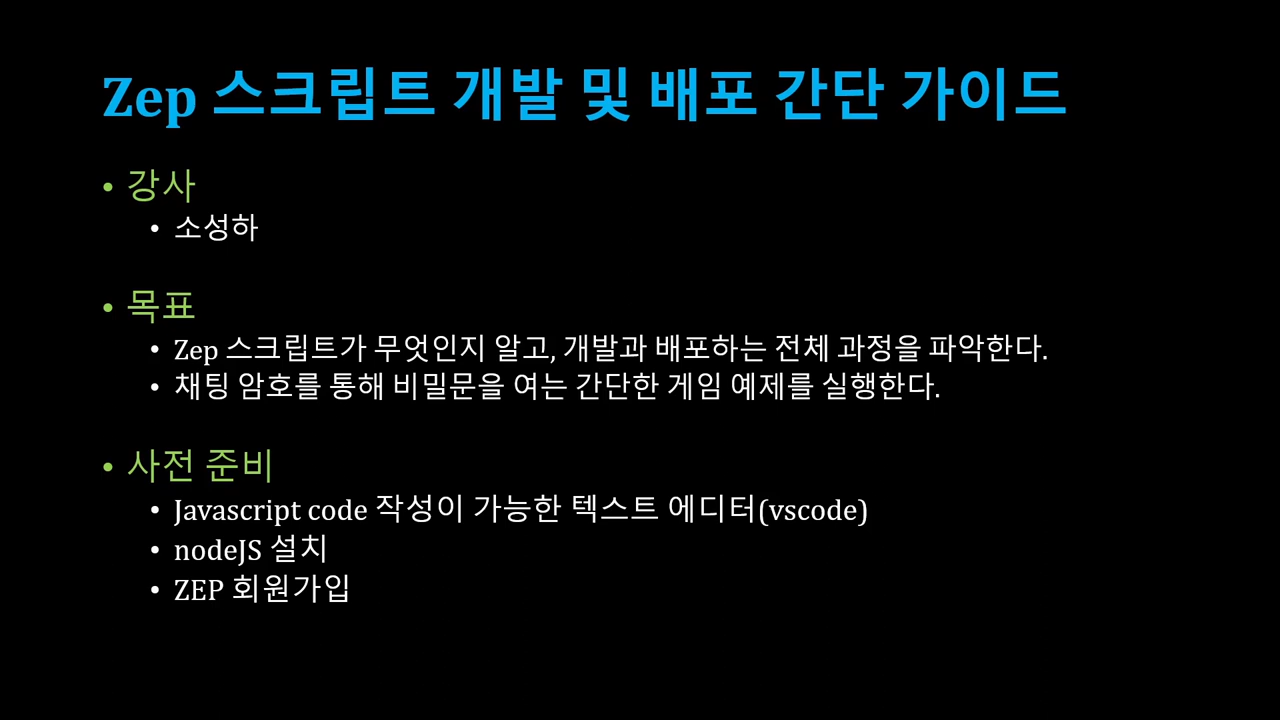 Zep 스크립트 개발 및 배포 간단 가이드
• 강사
• 소성하
• 목표
• Zep 스크립트가 무엇인지 알고, 개발과 배포하는 전체 과정을 파악한다.
• 채팅 암호를 통해 비밀문을 여는 간단한 게임 예제를 실행한다.
• 사전 준비
• Javascript code 작성이 가능한 텍스트 에디터(vscode)
• nodeJS 설치
• ZEP 회원가입